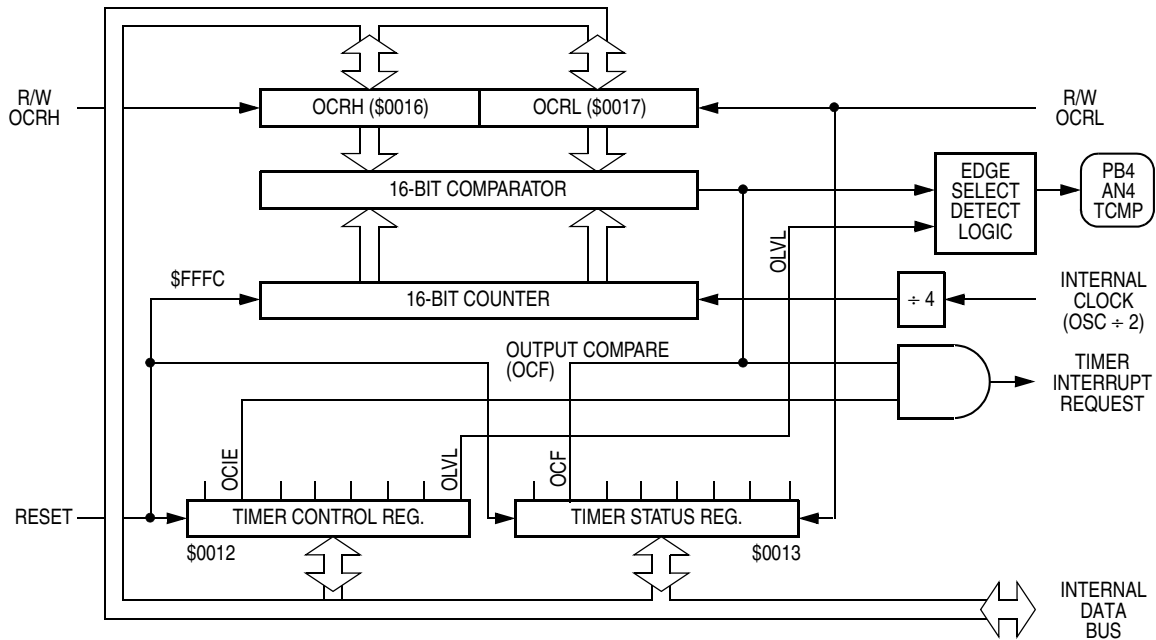 R/W
OCRH
OCRH ($0016)
OCRL ($0017)
R/W
OCRL
16-BIT COMPARATOR
EDGE
SELECT
DETECT
LOGIC
PB4
AN4
TCMP
OLVL
$FFFC
16-BIT COUNTER
÷ 4
INTERNAL
CLOCK
(OSC ÷ 2)
OUTPUT COMPARE
(OCF)
TIMER
INTERRUPT
REQUEST
OCIE
OLVL
OCF
RESET
TIMER CONTROL REG.
TIMER STATUS REG.
$0012
$0013
INTERNAL
DATA
BUS